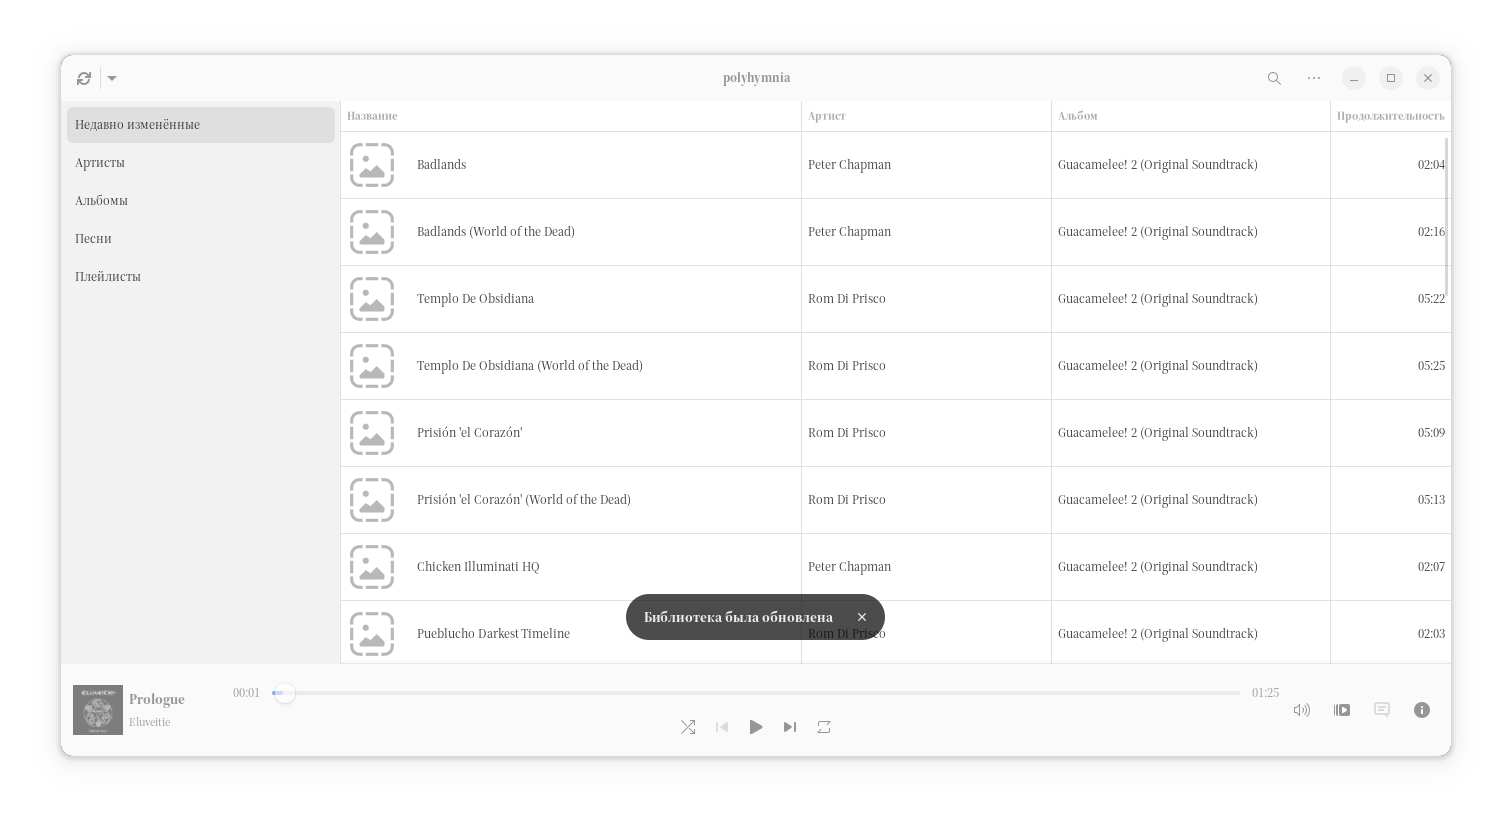 polyhymnia
Недавно изменённые
Артисты
Альбомы
Песни
Плейлисты
Название Артист Альбом Продолжительность
Badlands Peter Chapman Guacamelee! 2 (Original Soundtrack) 02:04
Badlands (World of the Dead) Peter Chapman Guacamelee! 2 (Original Soundtrack) 02:16
Templo De Obsidiana Rom Di Prisco Guacamelee! 2 (Original Soundtrack) 05:22
Templo De Obsidiana (World of the Dead) Rom Di Prisco Guacamelee! 2 (Original Soundtrack) 05:25
Prisión 'el Corazón' Rom Di Prisco Guacamelee! 2 (Original Soundtrack) 05:09
Prisión 'el Corazón' (World of the Dead) Rom Di Prisco Guacamelee! 2 (Original Soundtrack) 05:13
Chicken Illuminati HQ Peter Chapman Guacamelee! 2 (Original Soundtrack) 02:07
Библиотека была обновлена
Pueblucho Darkest Timeline Rom Di Prisco Guacamelee! 2 (Original Soundtrack) 02:03
ELUVEITIE
Prologue
Eluveitie
00:01 01:25